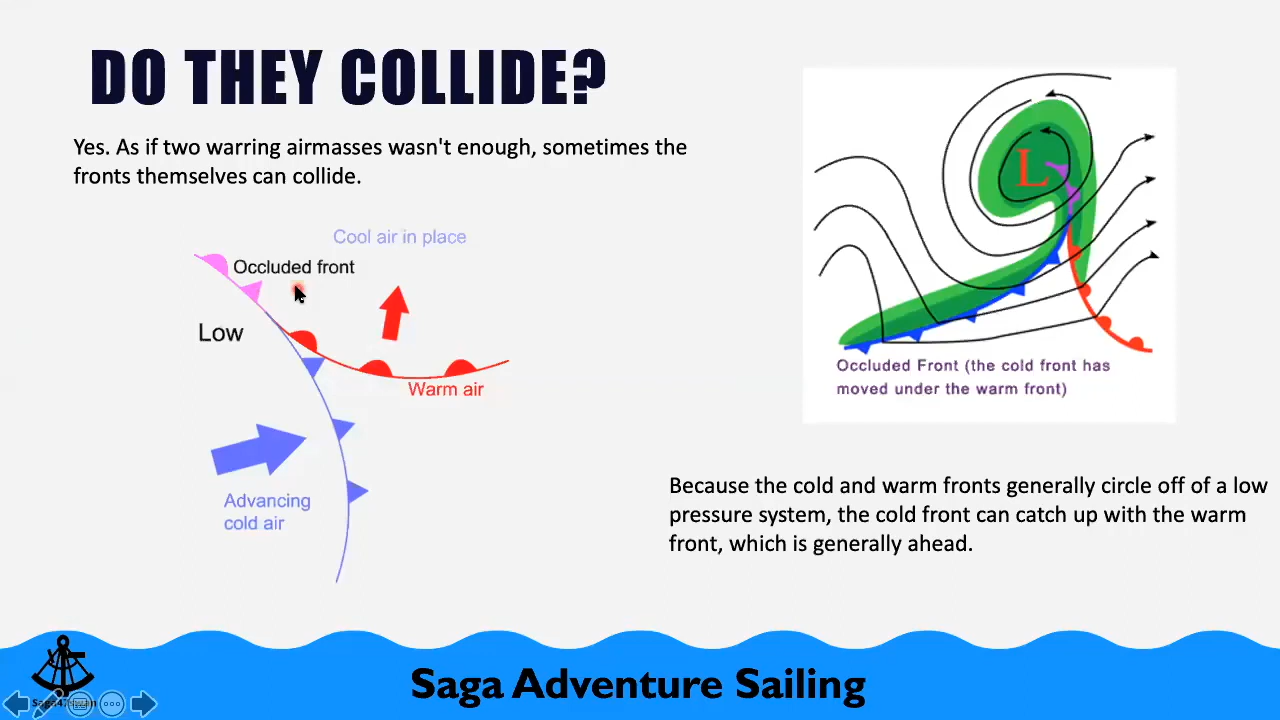 DO THEY COLLIDE?
Yes. As if two warring airmasses wasn't enough, sometimes the
fronts themselves can collide.
Cool air in place
Occluded front
Low
Warm air
Advancing
cold air
L
Occluded Front (the cold front has
moved under the warm front)
Because the cold and warm fronts generally circle off of a low
pressure system, the cold front can catch up with the warm
front, which is generally ahead.
Saga Adventure Sailing